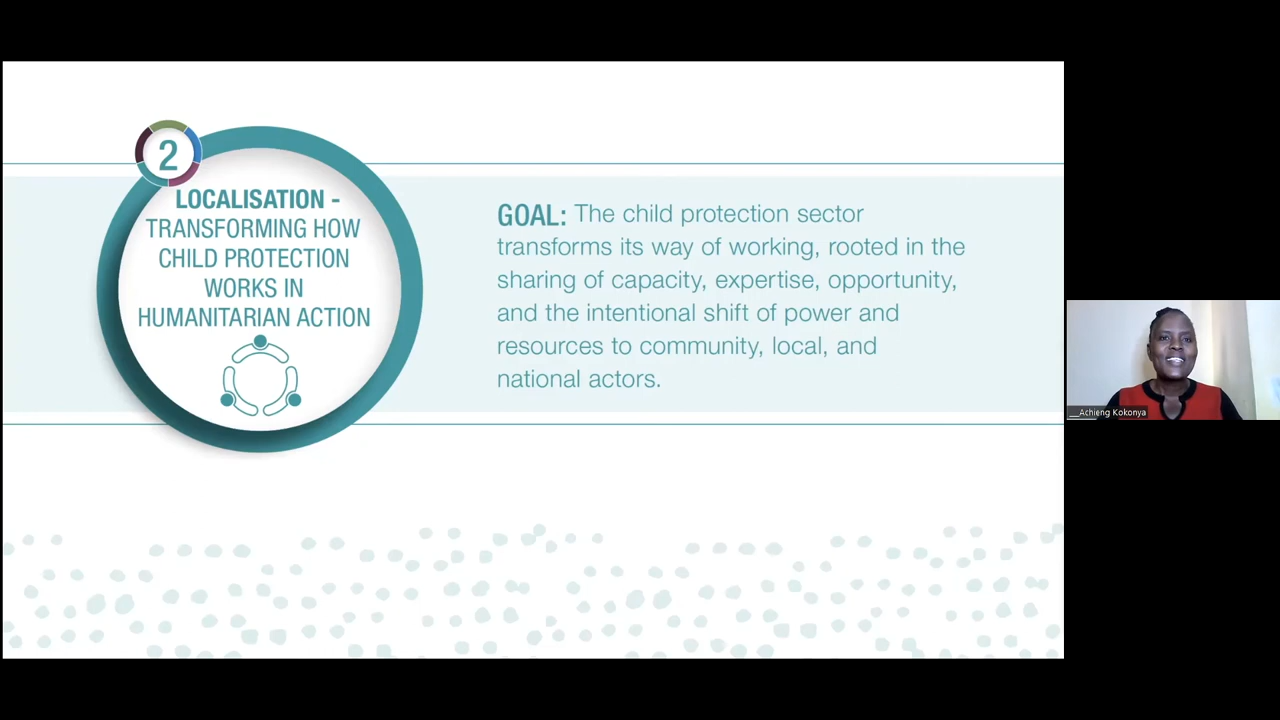 2
LOCALISATION -
TRANSFORMING HOW
CHILD PROTECTION
WORKS IN
HUMANITARIAN ACTION
GOAL: The child protection sector
transforms its way of working, rooted in the
sharing of capacity, expertise, opportunity,
and the intentional shift of power and
resources to community, local, and
national actors.
__Achieng Kokonya